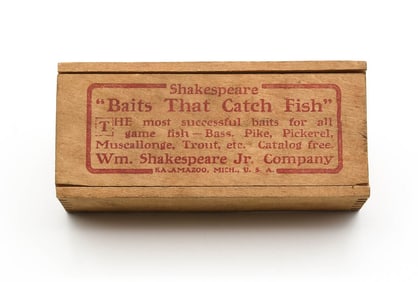 Shakespeare
"Baits That Catch Fish"
THE most successful baits for all
game fish — Bass, Pike, Pickerel,
Muscallonge, Trout, etc. Catalog free.
Wm. Shakespeare Jr. Company
KALAMAZOO, MICH., U. S. A.